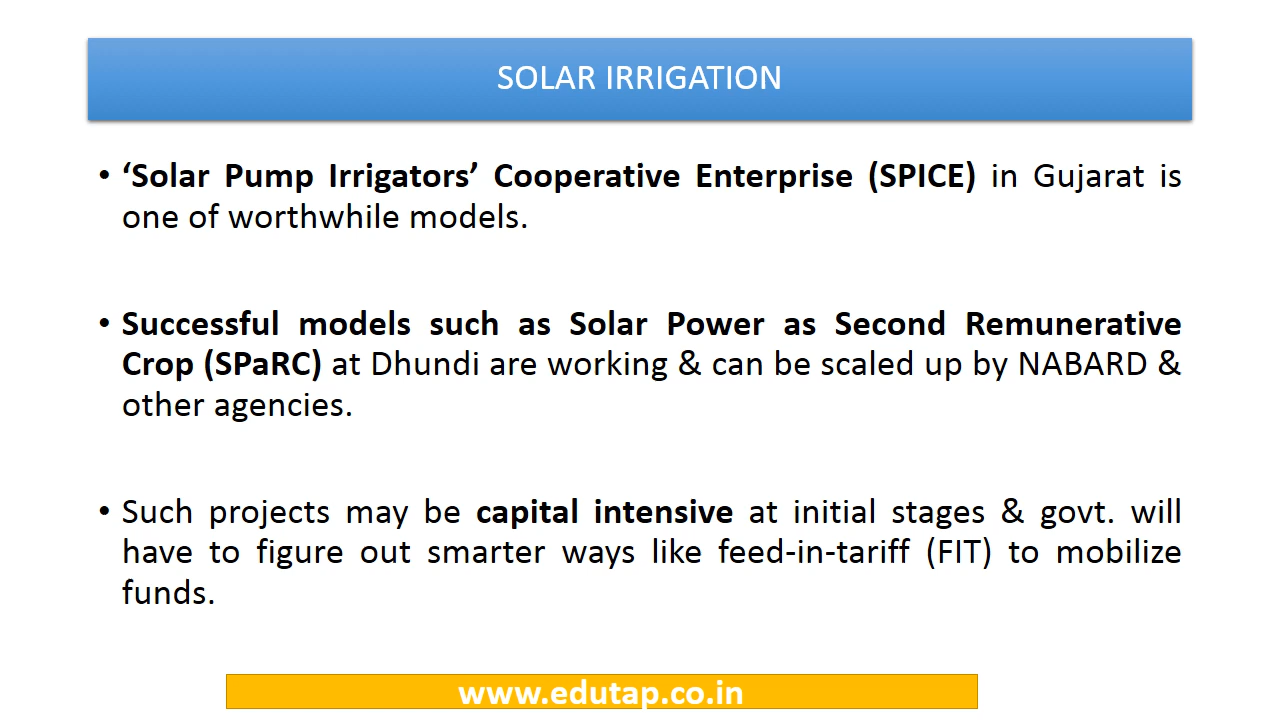 SOLAR IRRIGATION
• ‘Solar Pump Irrigators’ Cooperative Enterprise (SPICE) in Gujarat is
one of worthwhile models.
• Successful models such as Solar Power as Second Remunerative
Crop (SPaRC) at Dhundi are working & can be scaled up by NABARD &
other agencies.
• Such projects may be capital intensive at initial stages & govt. will
have to figure out smarter ways like feed-in-tariff (FIT) to mobilize
funds.
www.edutap.co.in